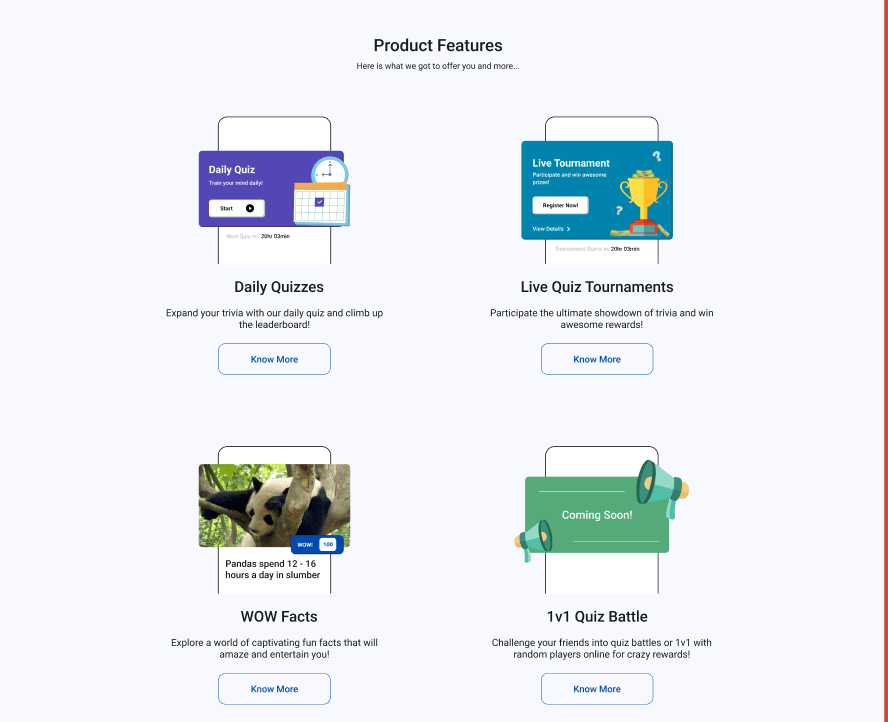 Product Features
Here is what we got to offer you and more...
Daily Quiz
Train your mind daily!
Start
Next Quiz in: 20hr 03min
Live Tournament
Participate and win awesome
prizes!
Register Now!
View Details
Tournament Starts in: 20hr 03min
Daily Quizzes
Expand your trivia with our daily quiz and climb up
the leaderboard!
Know More
Live Quiz Tournaments
Participate the ultimate showdown of trivia and win
awesome rewards!
Know More
WOW! 100
Pandas spend 12 - 16
hours a day in slumber
Coming Soon!
WOW Facts
Explore a world of captivating fun facts that will
amaze and entertain you!
Know More
1v1 Quiz Battle
Challenge your friends into quiz battles or 1v1 with
random players online for crazy rewards!
Know More